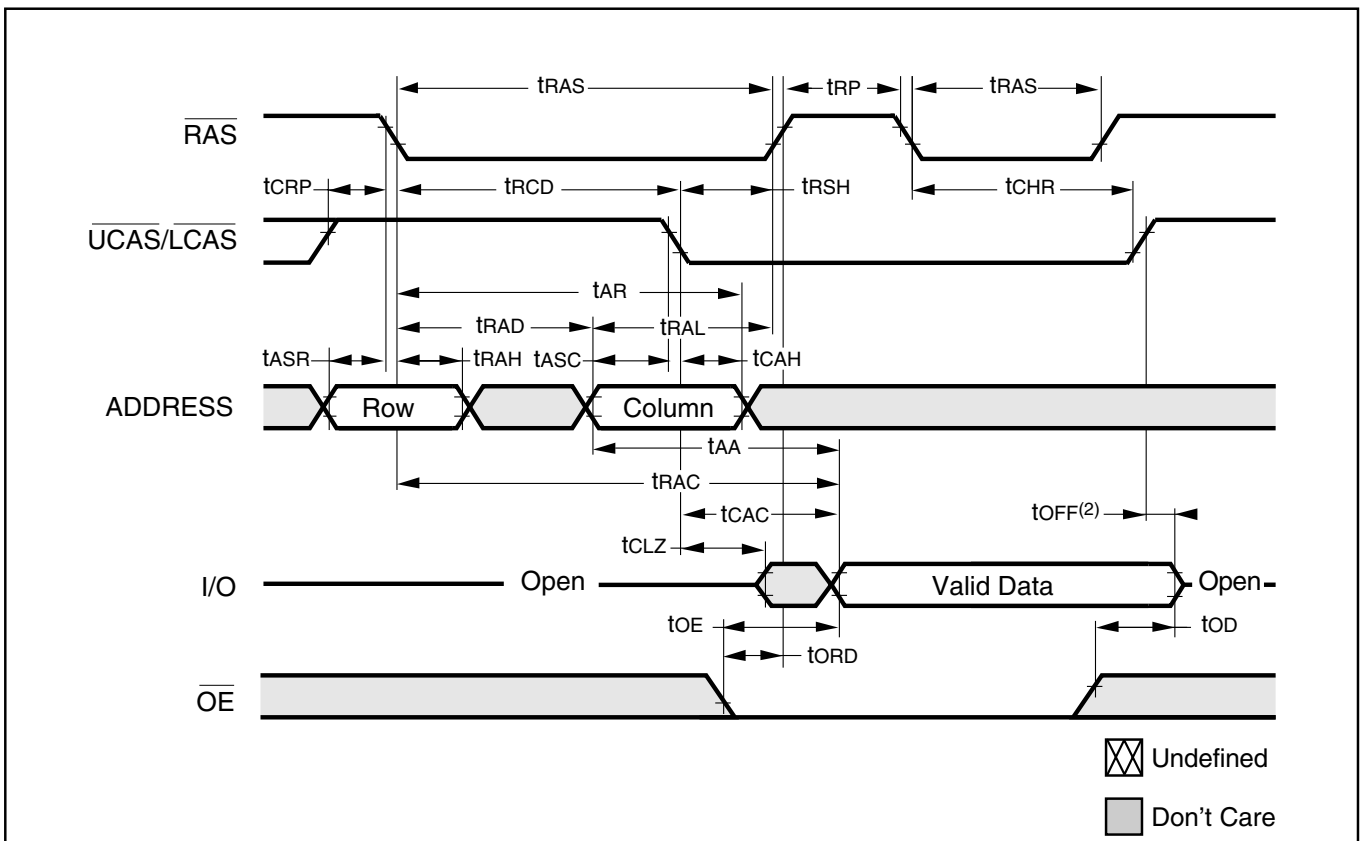 tRAS tRP tRAS
RAS
tCRP tRCD tRSH tCHR
UCAS/LCAS
tAR
tRAD tRAL
tASR tRAH tASC tCAH
ADDRESS Row Column
tAA
tRAC
tCAC tOFF(2)
tCLZ
I/O Open Valid Data Open
tOE tOD
tORD
OE
Undefined
Don't Care